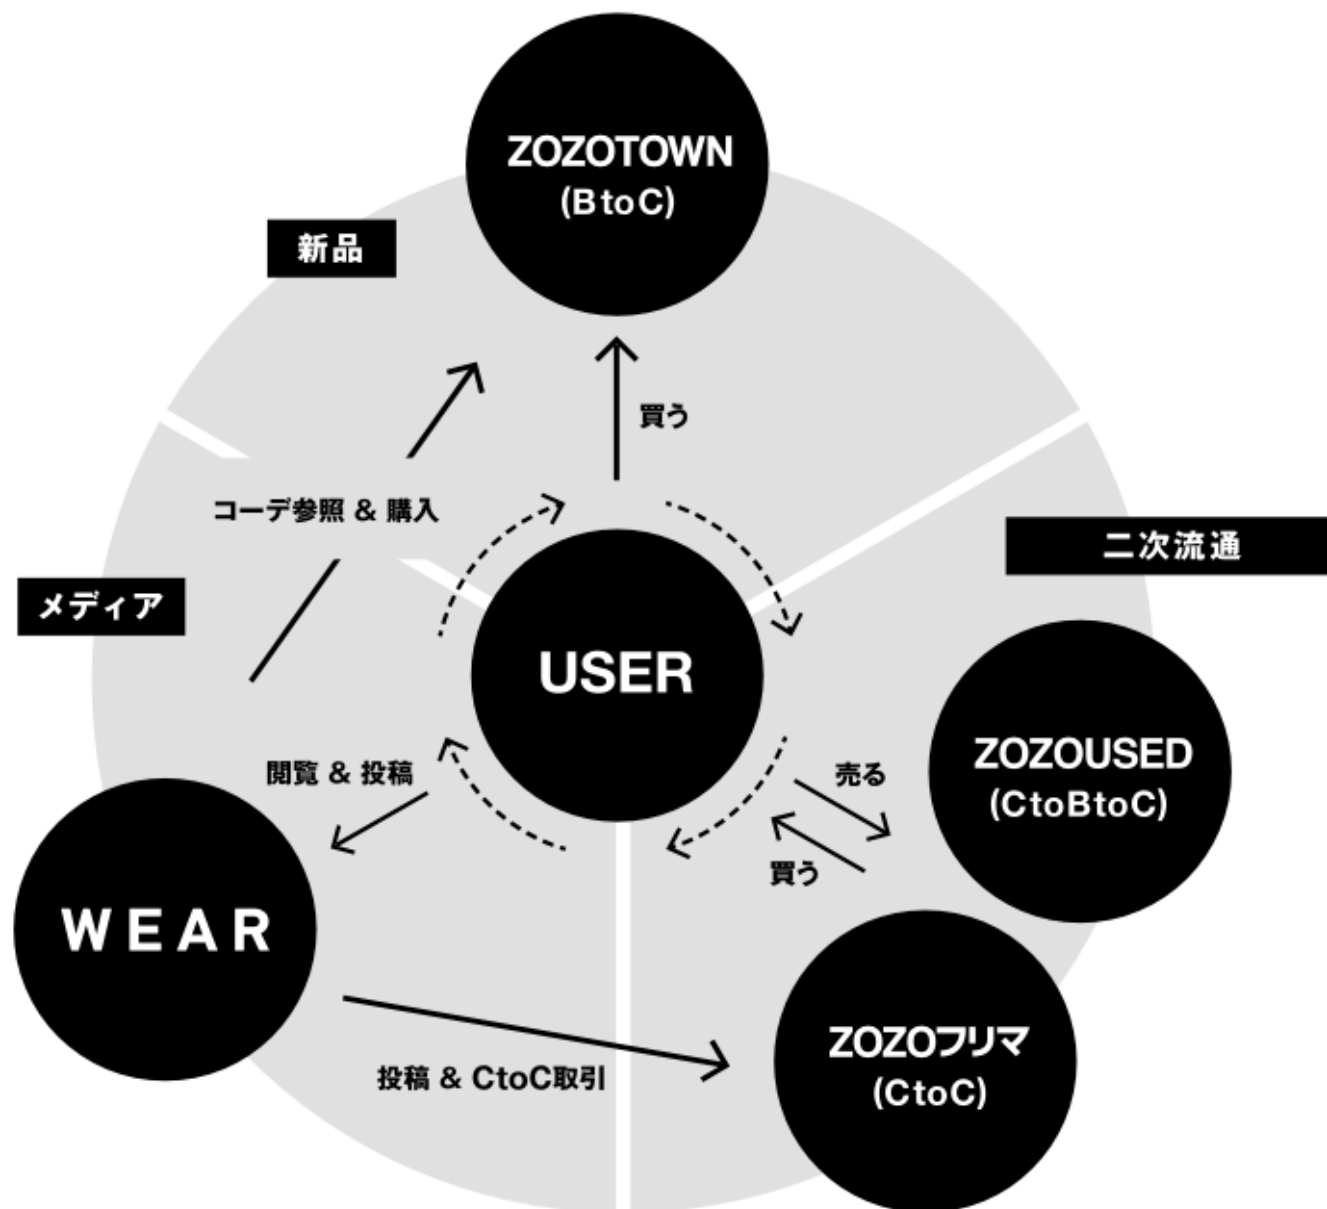 ZOZOTOWN
(BtoC)
新品
買う
コーデ参照 & 購入
二次流通
メディア
USER
ZOZOUSED
(CtoBtoC)
閲覧 & 投稿
売る
買う
WEAR
ZOZOフリマ
(CtoC)
投稿 & CtoC取引